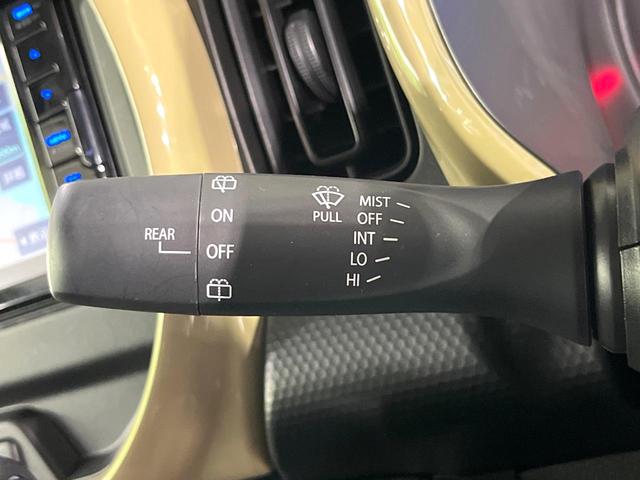 REAR
ON
OFF
PULL
MIST
OFF
INT
LO
HI